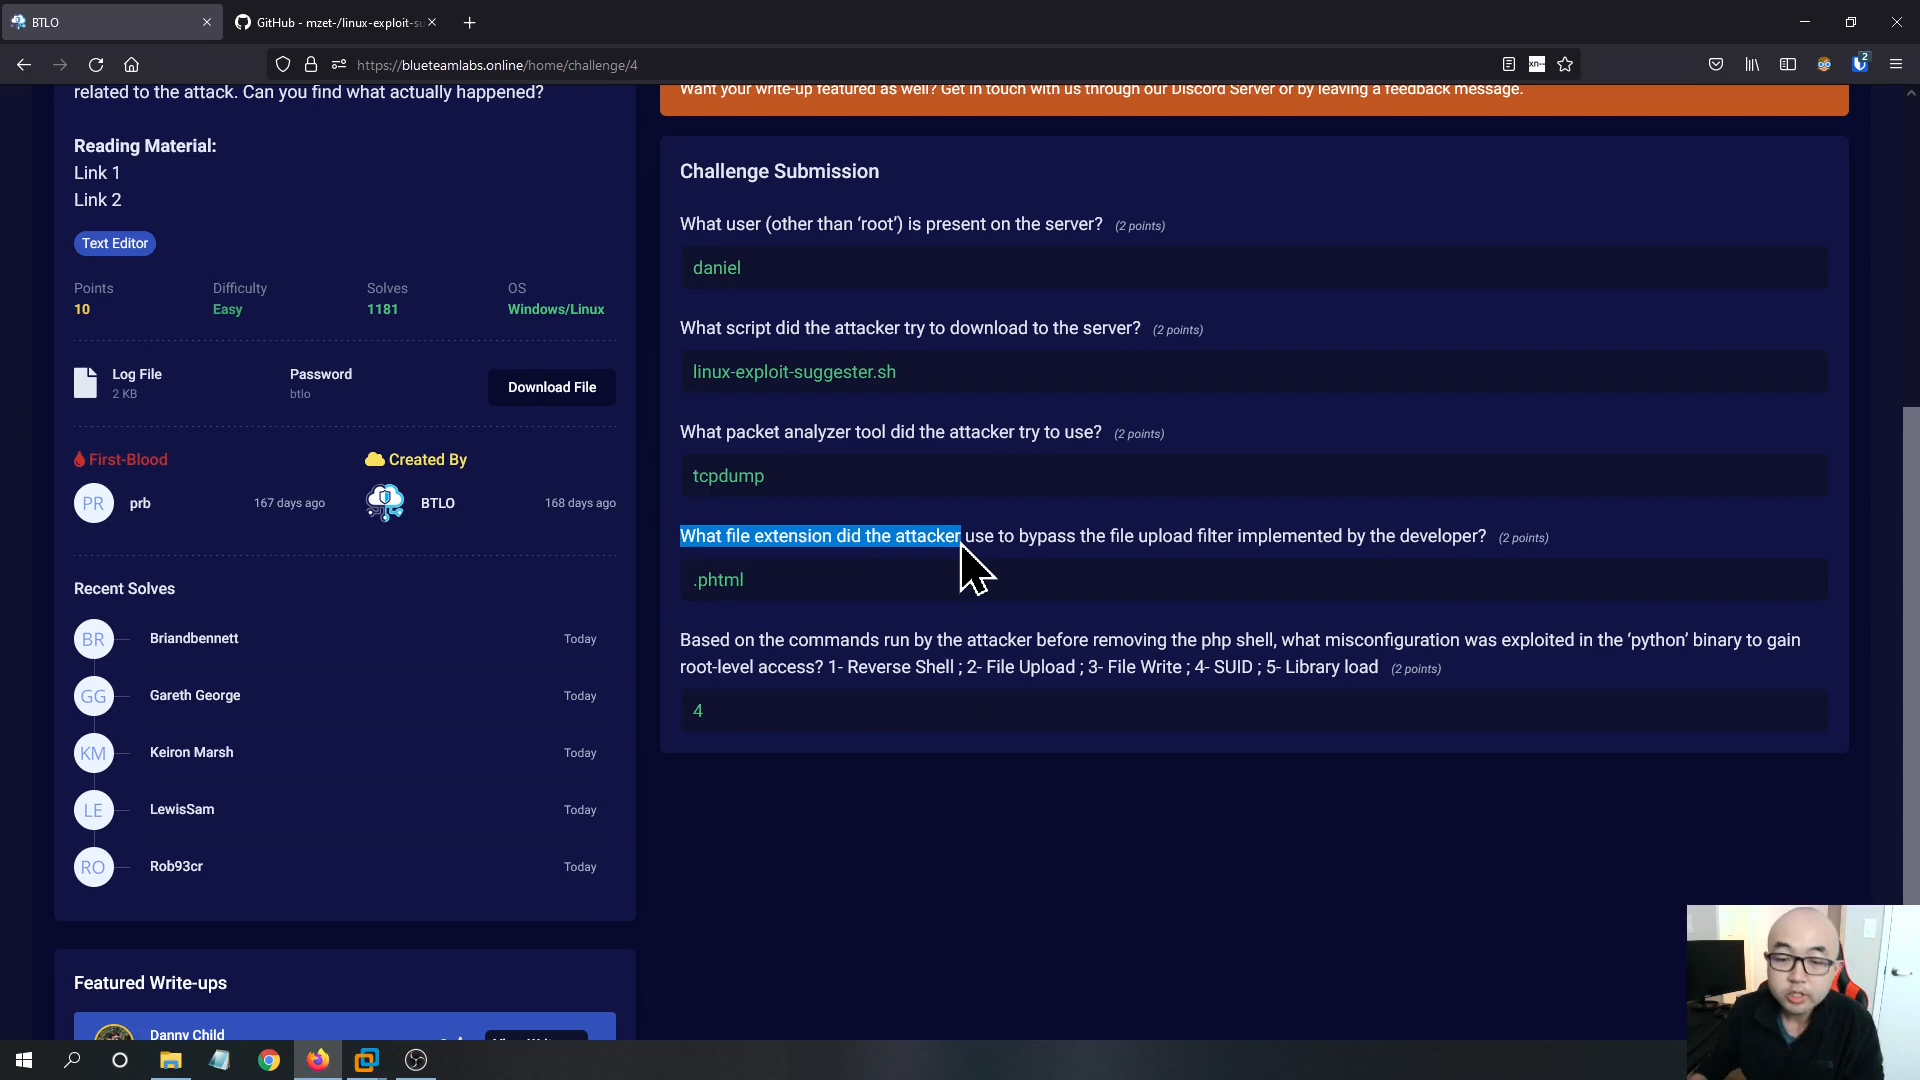 BTLO
GitHub - mzet-/linux-exploit-su
https://blueteamlabs.online/home/challenge/4
2
related to the attack. Can you find what actually happened?
Reading Material:
Link 1
Link 2
Text Editor
Points
Difficulty
Solves
OS
10
Easy
1181
Windows/Linux
Log File
2 KB
Password
btlo
Download File
First-Blood
Created By
PR
prb
167 days ago
BTLO
168 days ago
Recent Solves
BR
Briandbennett
Today
GG
Gareth George
Today
KM
Keiron Marsh
Today
LE
LewisSam
Today
RO
Rob93cr
Today
Featured Write-ups
Danny Child
Want your write-up featured as well? Get in touch with us through our Discord Server or by leaving a feedback message.
Challenge Submission
What user (other than ‘root’) is present on the server? (2 points)
daniel
What script did the attacker try to download to the server? (2 points)
linux-exploit-suggester.sh
What packet analyzer tool did the attacker try to use? (2 points)
tcpdump
What file extension did the attacker use to bypass the file upload filter implemented by the developer? (2 points)
.phtml
Based on the commands run by the attacker before removing the php shell, what misconfiguration was exploited in the ‘python’ binary to gain
root-level access? 1- Reverse Shell ; 2- File Upload ; 3- File Write ; 4- SUID ; 5- Library load (2 points)
4